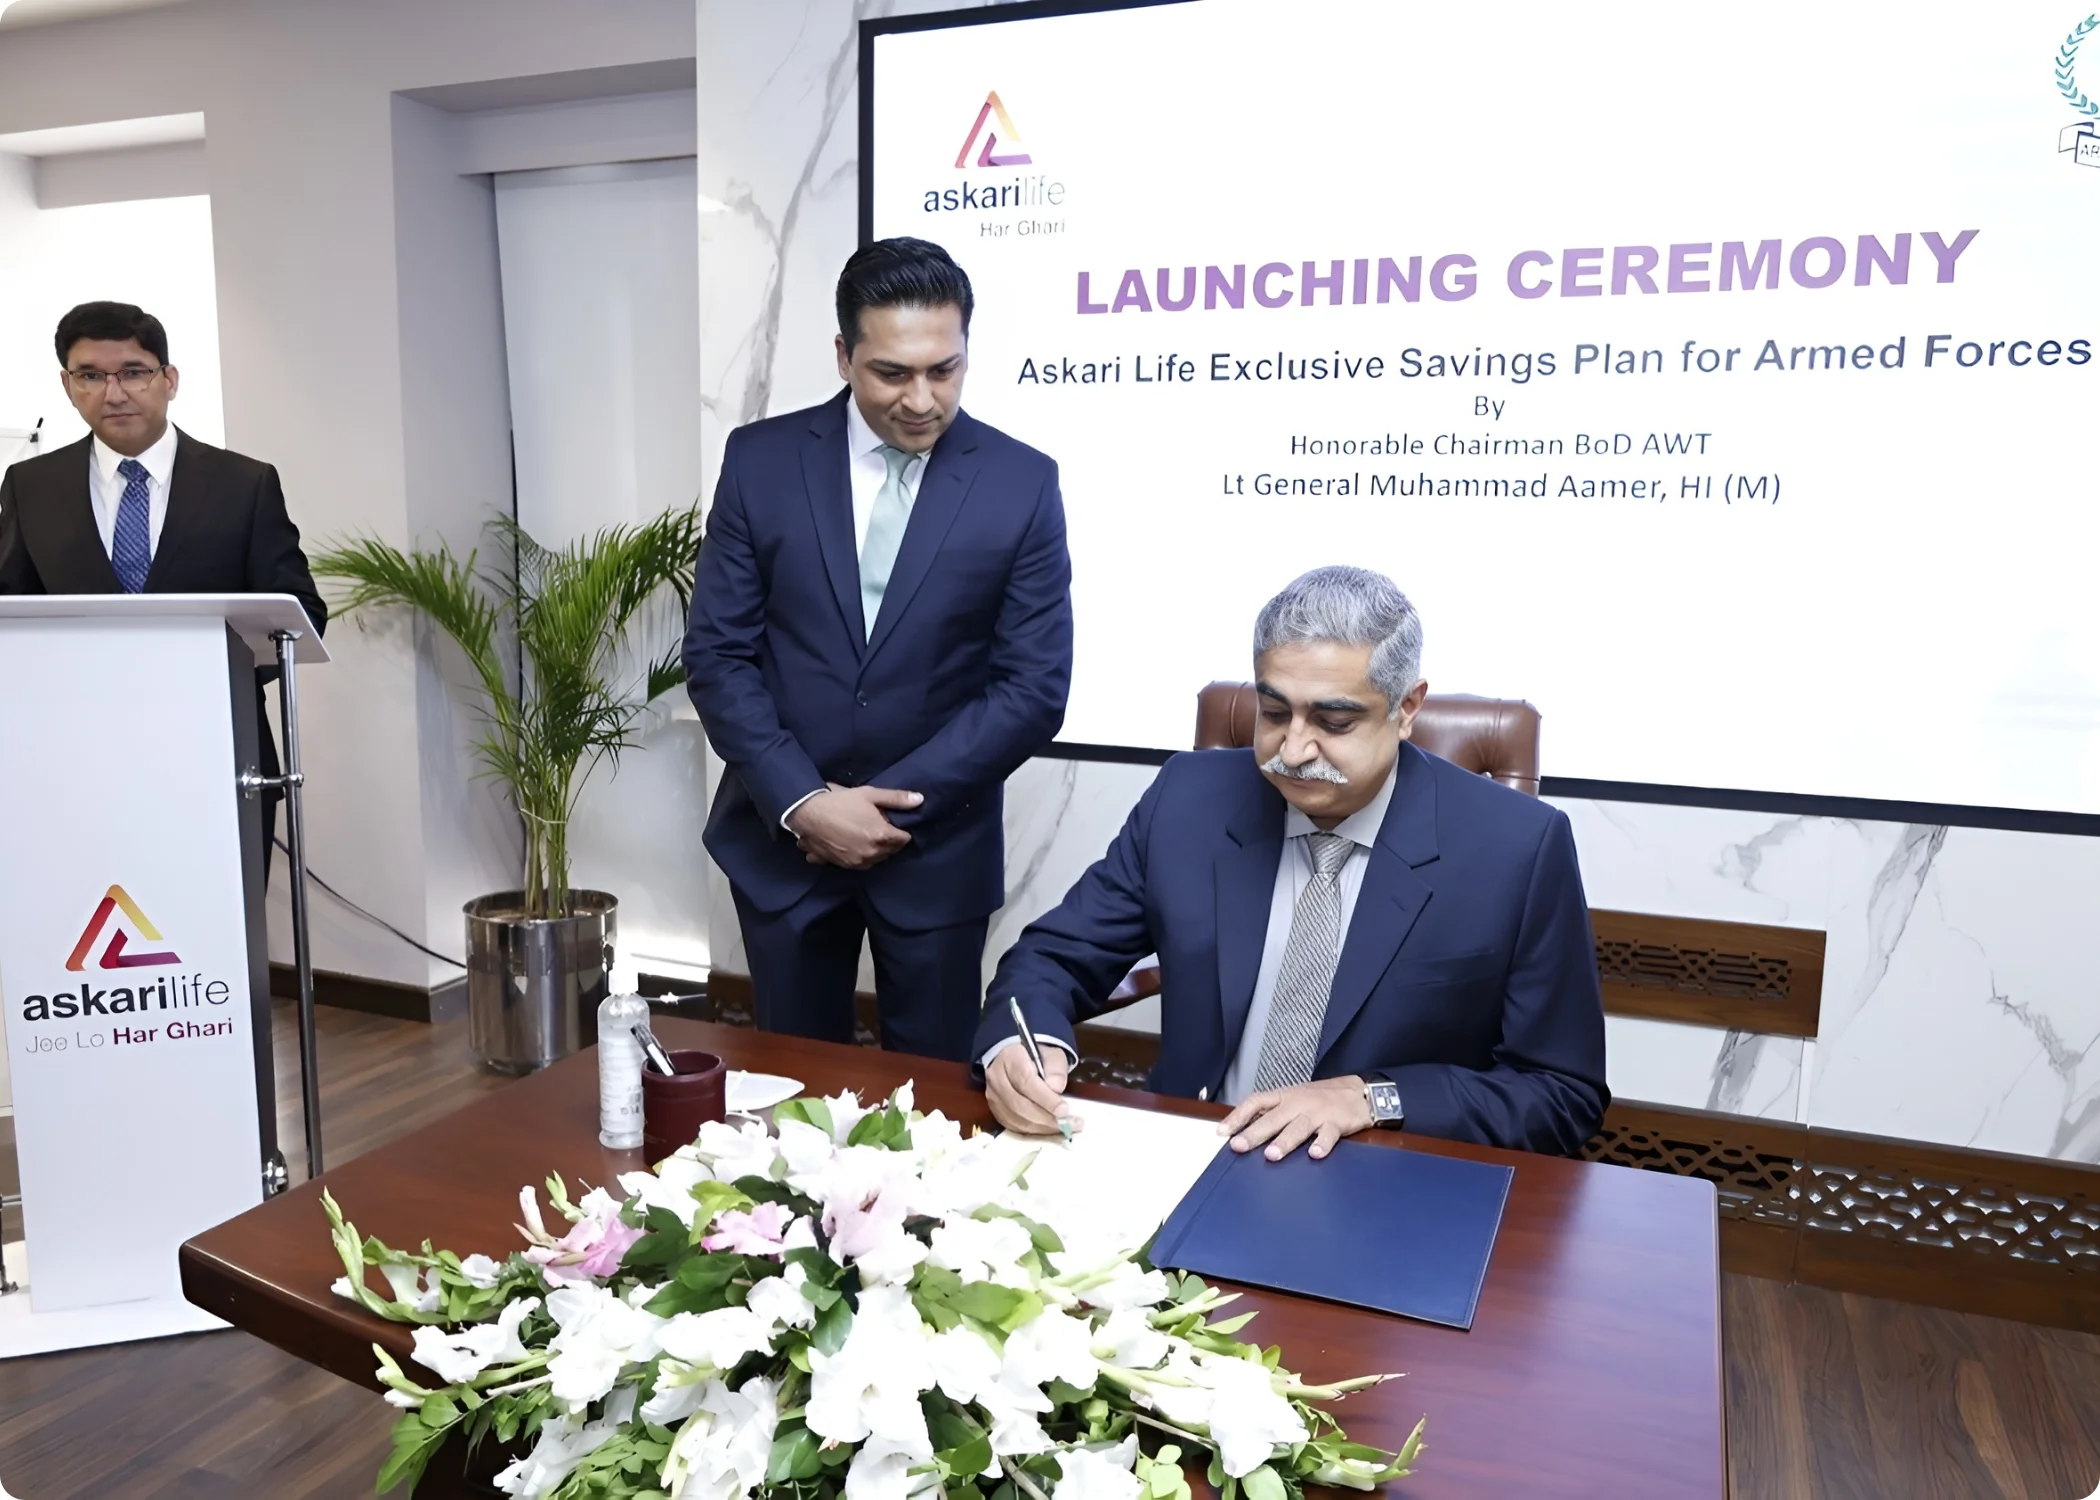 askarilife
Har Ghari
LAUNCHING CEREMONY
Askari Life Exclusive Savings Plan for Armed Forces
By
Honorable Chairman BoD AWT
Lt General Muhammad Aamer, HI (M)
askarilife
Jee Lo Har Ghari